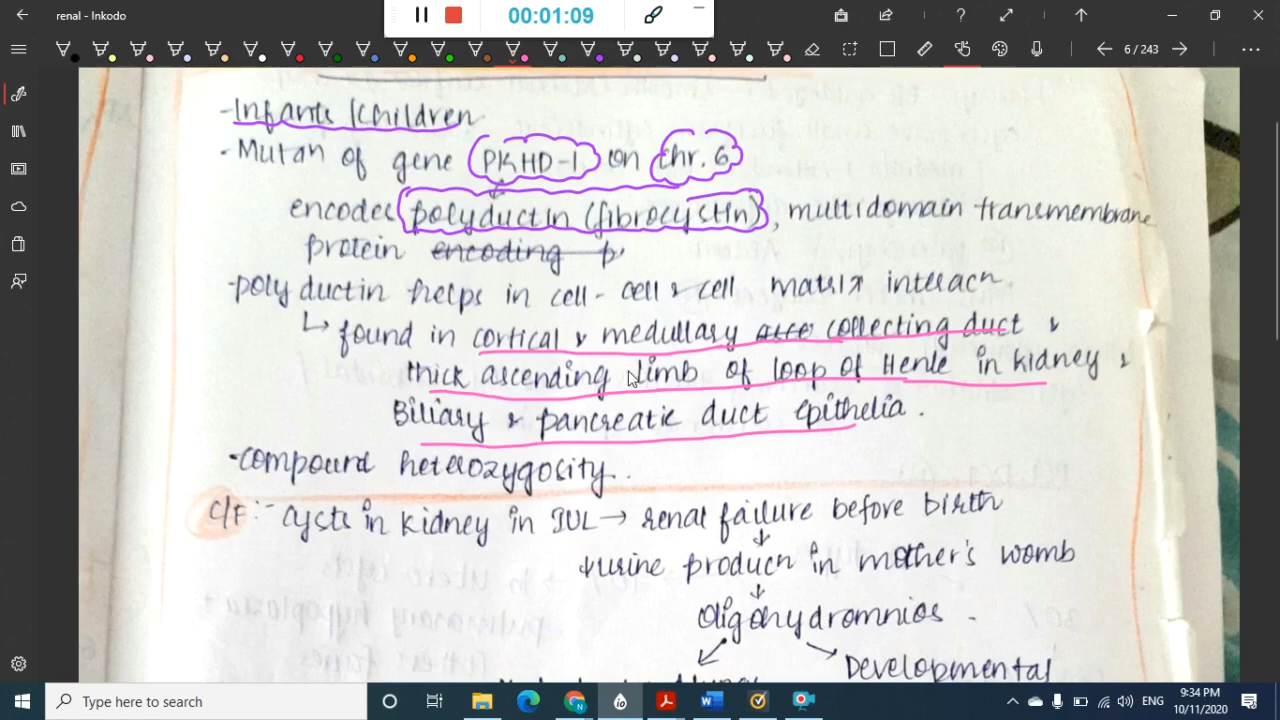 renal - Inkodo
00:01:09
6 / 243
-Infants |children
-Mutan of gene PKHD-1 on Chr. 6
encodes polyductin (fibrocystin), multidomain transmembrane
protein encoding p
-polyductin helps in cell- cell & cell matrix interacn.
↳ found in cortical & medullary collecting duct &
thick ascending limb of loop of Henle in kidney &
Biliary & pancreatic duct epithelia.
-compound heterozygosity.
C/F:- cysts in kidney in IUL → renal failure before birth
↓
↓urine producn in mother's womb
↓
Oligohydromnios.
Developmental
Type here to search
ENG
9:34 PM
10/11/2020